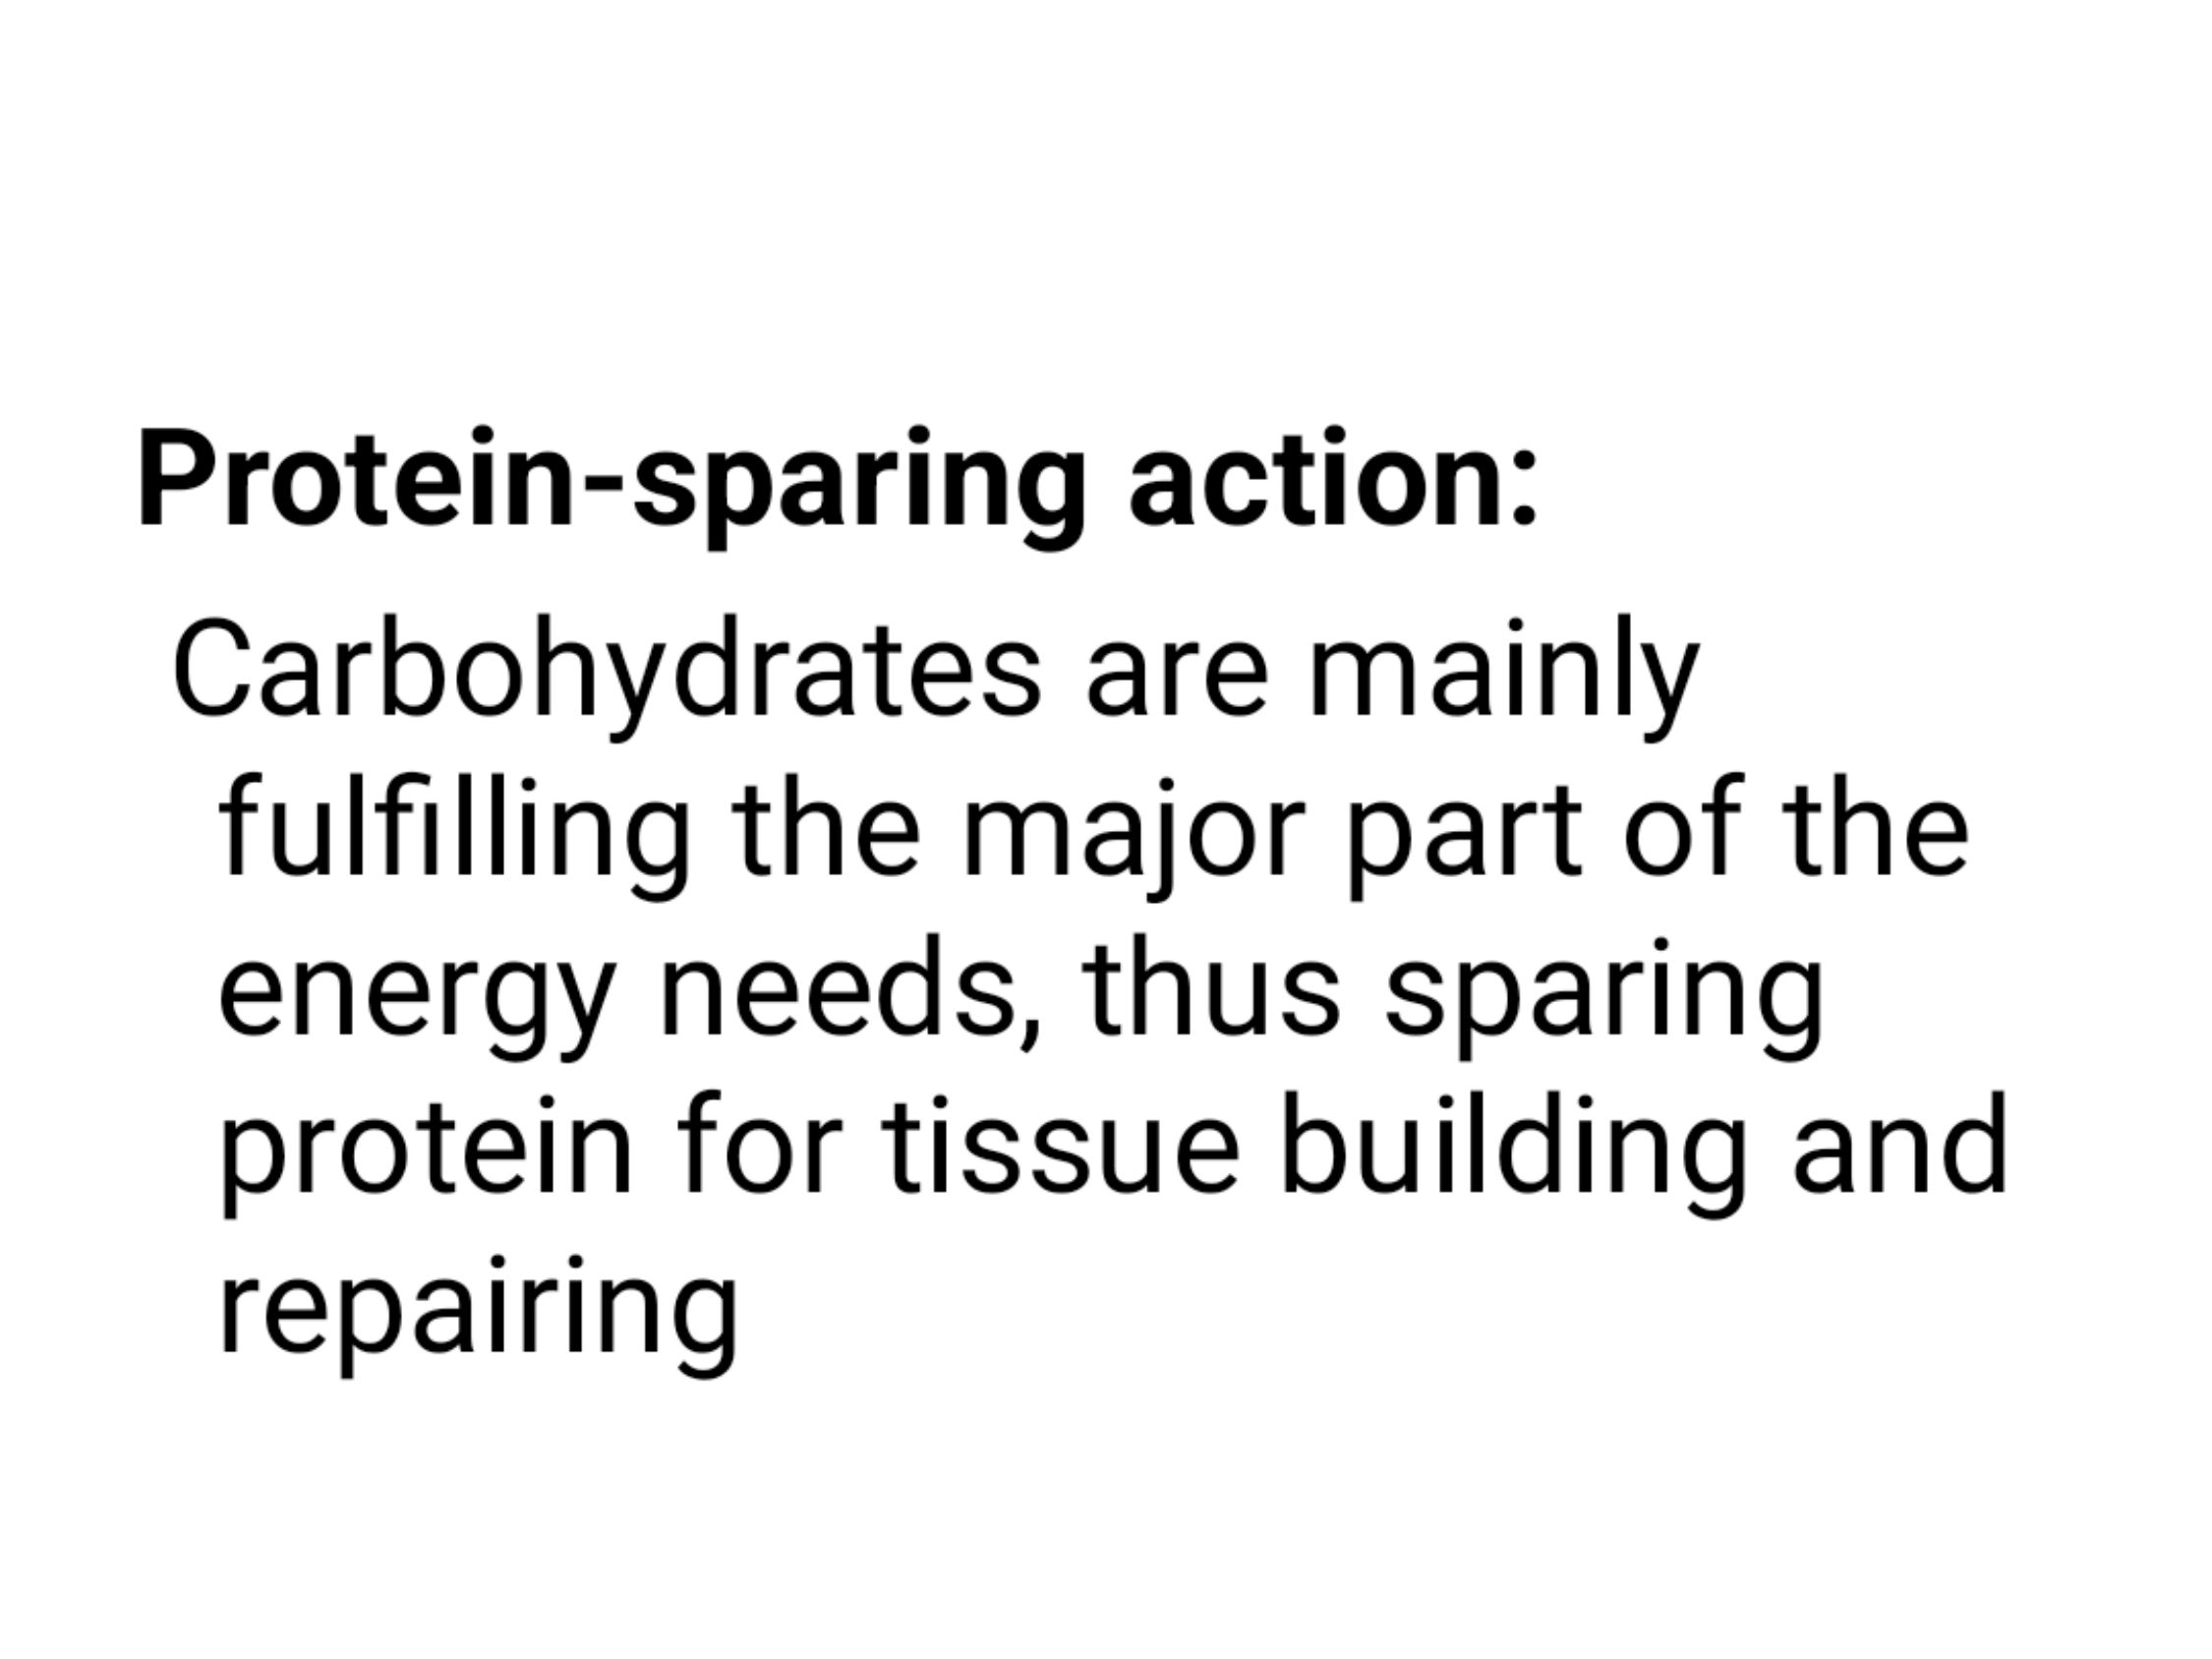 Protein-sparing action:
Carbohydrates are mainly
fulfilling the major part of the
energy needs, thus sparing
protein for tissue building and
repairing